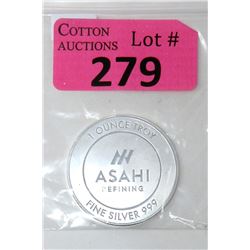 COTTON
AUCTIONS
Lot #
279
1 OUNCE TROY
ASAHI
REFINING
FINE SILVER 999